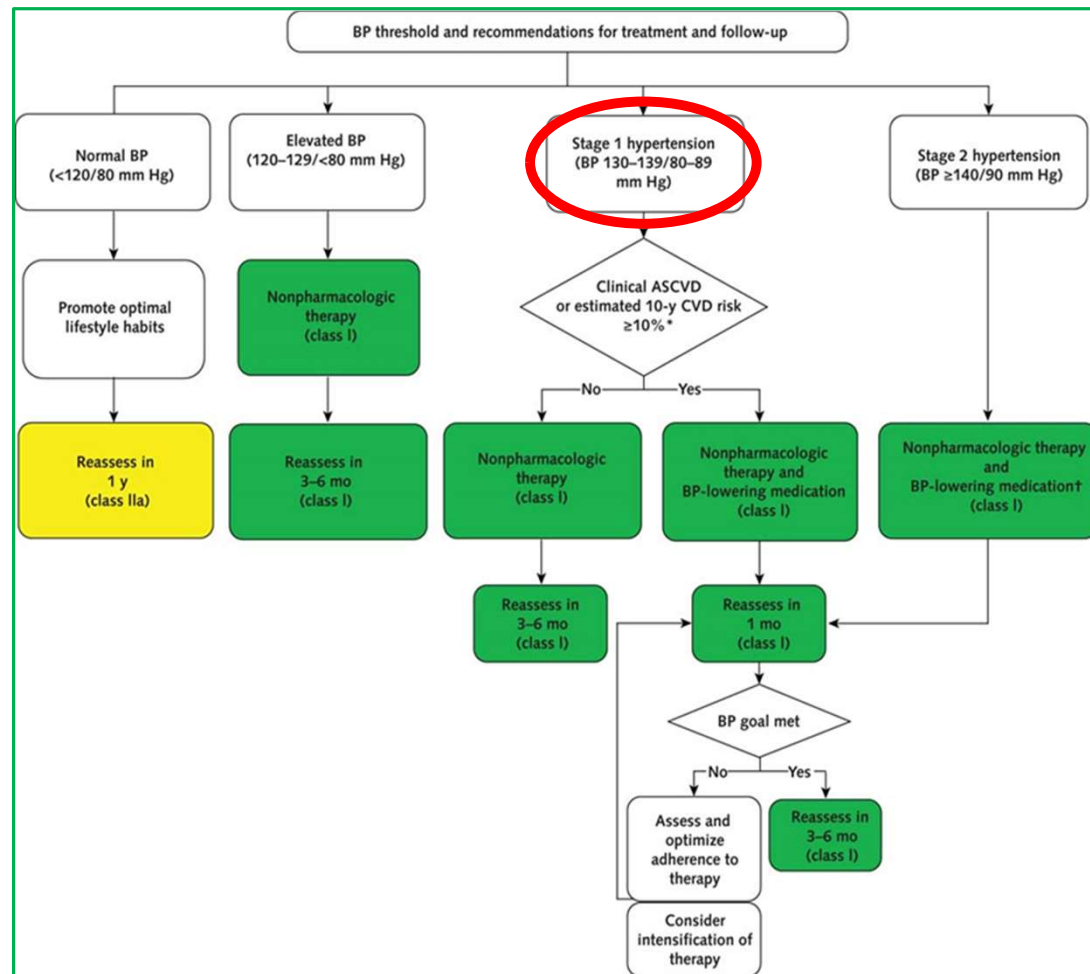 BP threshold and recommendations for treatment and follow-up
Normal BP
(<120/80 mm Hg)
Elevated BP
(120–129/<80 mm Hg)
Stage 1 hypertension
(BP 130–139/80–89
mm Hg)
Stage 2 hypertension
(BP ≥140/90 mm Hg)
Promote optimal
lifestyle habits
Nonpharmacologic
therapy
(class I)
Clinical ASCVD
or estimated 10-y CVD risk
≥10%*
No
Yes
Reassess in
1 y
(class IIa)
Reassess in
3–6 mo
(class I)
Nonpharmacologic
therapy
(class I)
Nonpharmacologic
therapy and
BP-lowering medication
(class I)
Nonpharmacologic therapy
and
BP-lowering medication†
(class I)
Reassess in
3–6 mo
(class I)
Reassess in
1 mo
(class I)
BP goal met
No
Yes
Assess and
optimize
adherence to
therapy
Reassess in
3–6 mo
(class I)
Consider
intensification of
therapy